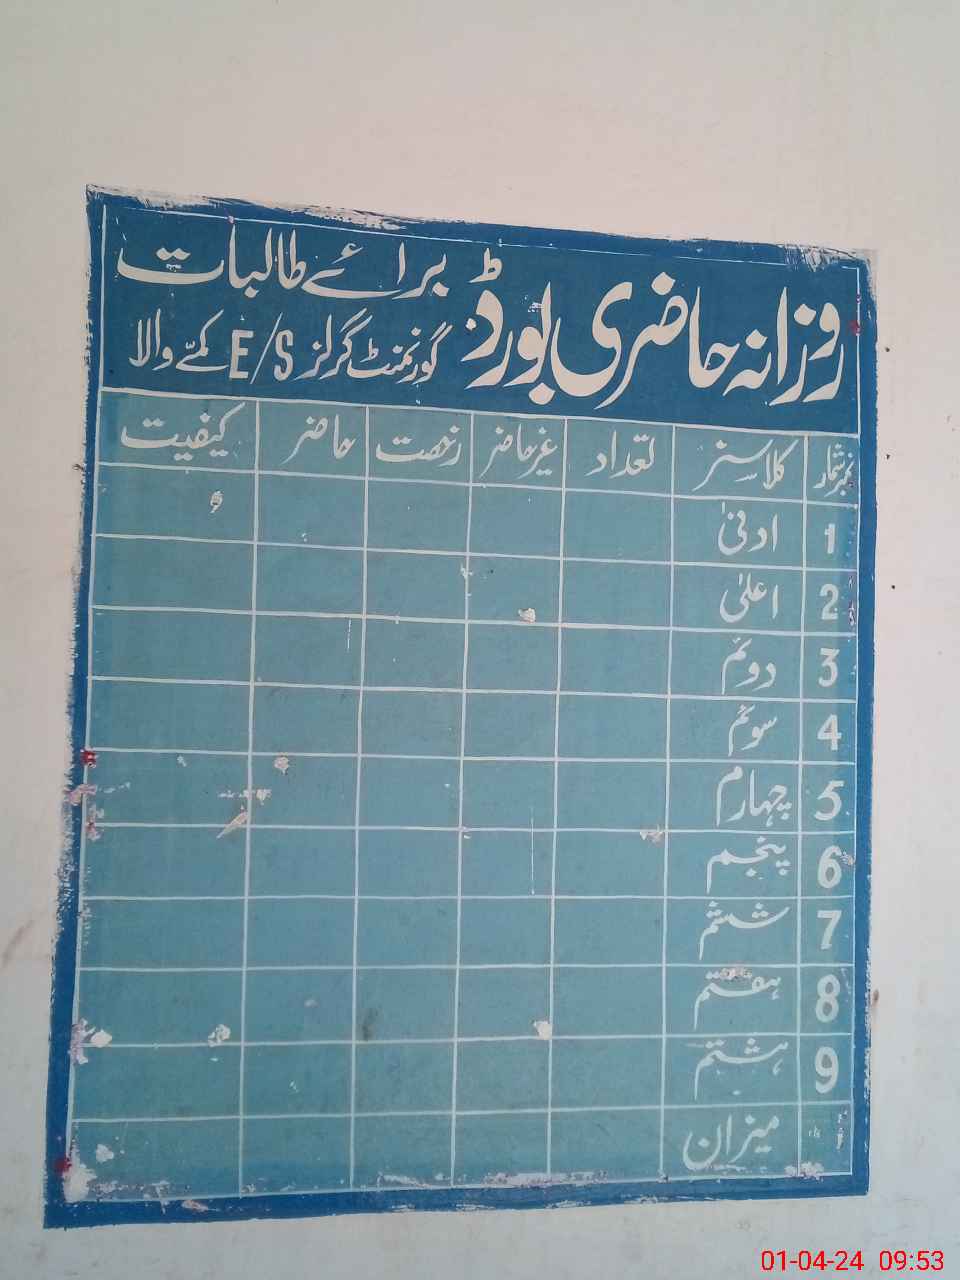 روزانہ حاضری بورڈ برائے طالبات
گورنمنٹ گرلز E/S کمے والا
نمبر شمار کلاسز تعداد غیر حاضر رخصت حاضر کیفیت
1 ادنیٰ
2 اعلیٰ
3 دوئم
4 سوئم
5 چہارم
6 پنجم
7 ششم
8 ہفتم
9 ہشتم
میزان
01-04-24 09:53